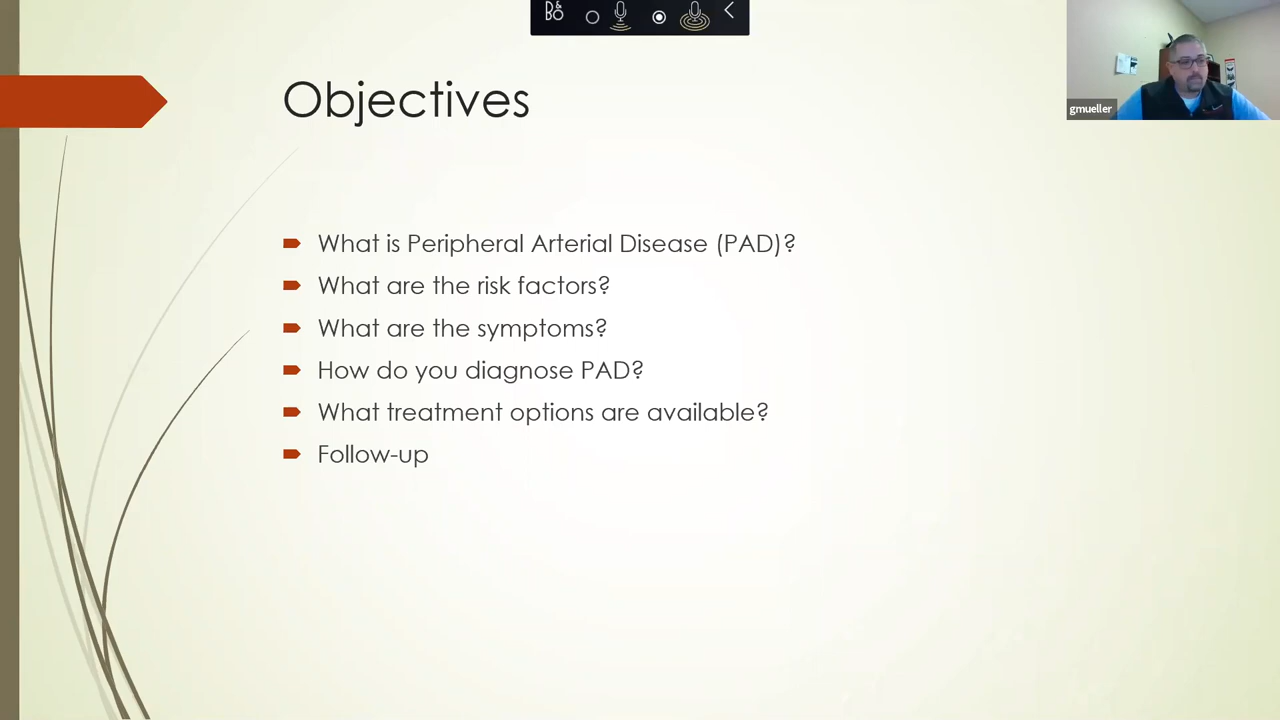 B&O
Objectives
gmueller
What is Peripheral Arterial Disease (PAD)?
What are the risk factors?
What are the symptoms?
How do you diagnose PAD?
What treatment options are available?
Follow-up